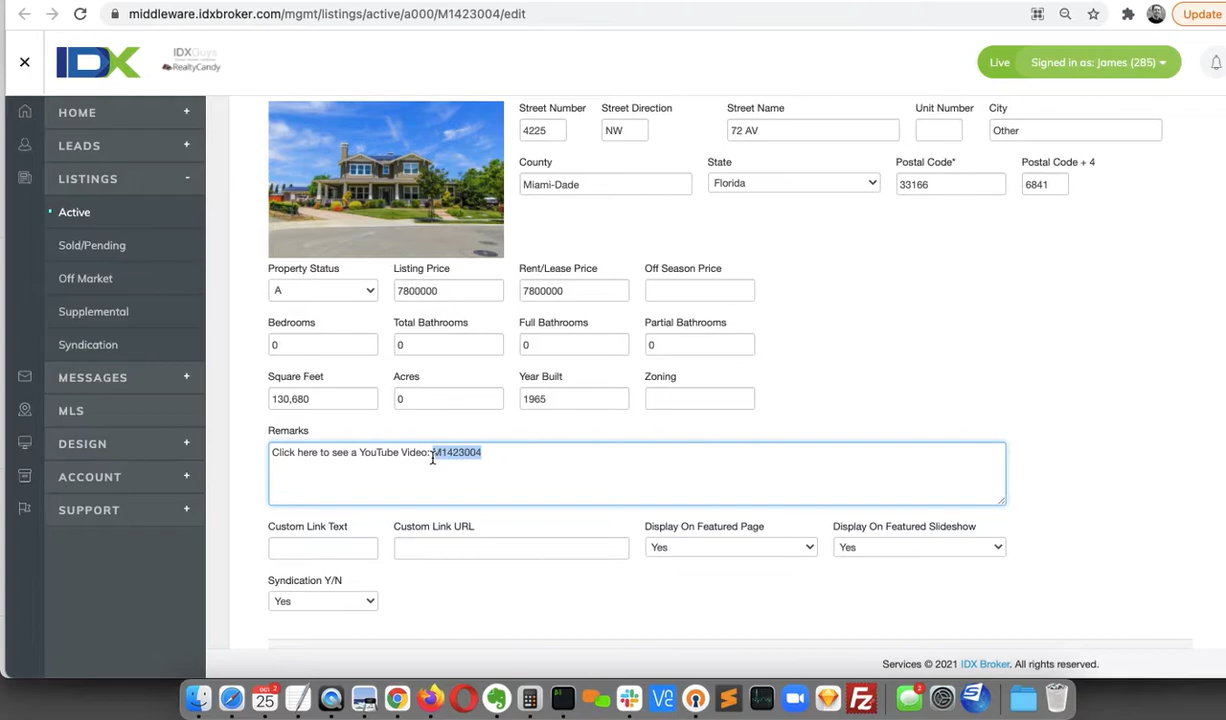 middleware.idxbroker.com/mgmt/listings/active/a000/M1423004/edit
Update
IDX
IDXGuys
RealtyCandy
Live Signed in as: James (285)
HOME +
LEADS +
LISTINGS -
Active
Sold/Pending
Off Market
Supplemental
Syndication
MESSAGES +
MLS
DESIGN +
ACCOUNT +
SUPPORT +
Street Number Street Direction Street Name Unit Number City
4225 NW 72 AV Other
County State Postal Code* Postal Code + 4
Miami-Dade Florida 33166 6841
Property Status Listing Price Rent/Lease Price Off Season Price
A 7800000 7800000
Bedrooms Total Bathrooms Full Bathrooms Partial Bathrooms
0 0 0 0
Square Feet Acres Year Built Zoning
130,680 0 1965
Remarks
Click here to see a YouTube Video: M1423004
Custom Link Text Custom Link URL Display On Featured Page Display On Featured Slideshow
Yes Yes
Syndication Y/N
Yes
Services © 2021 IDX Broker. All rights reserved.
OCT 2
25
VE
S
Fz
2
S